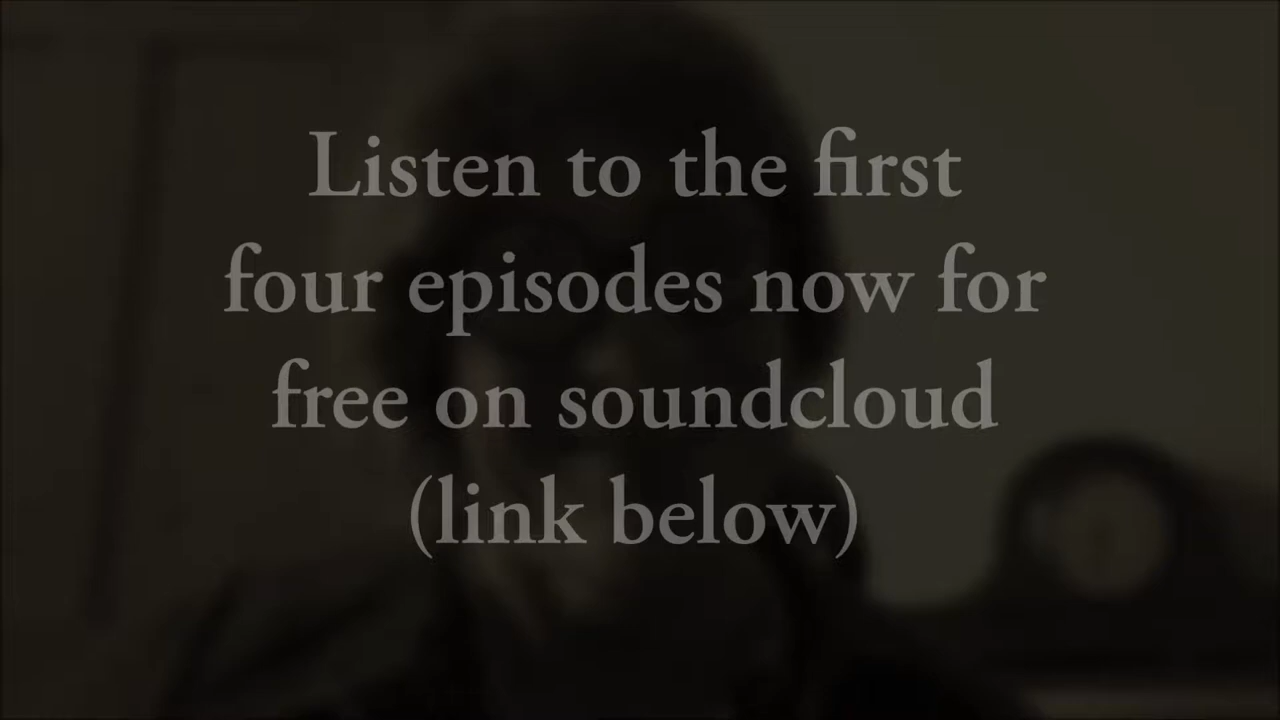 Listen to the first
four episodes now for
free on soundcloud
(link below)